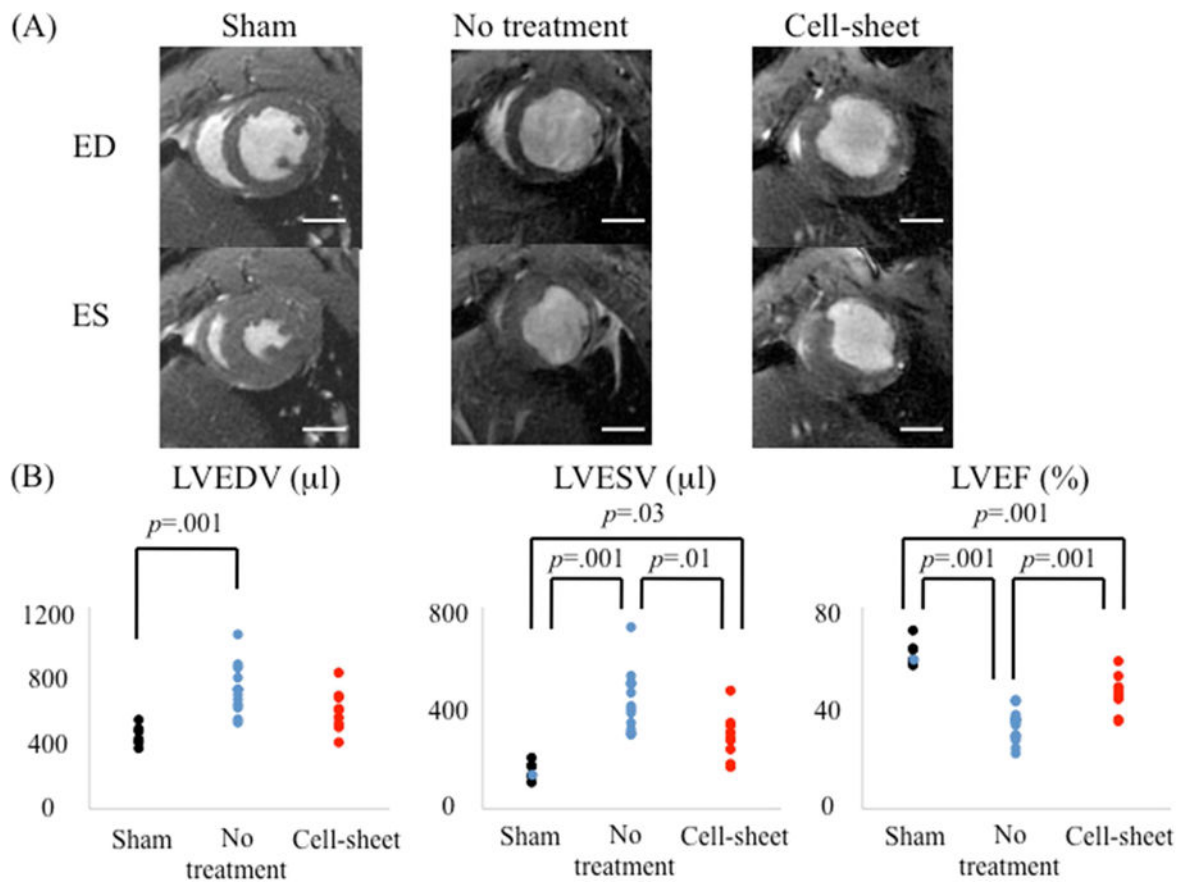 (A)
Sham
No treatment
Cell-sheet
ED
ES
(B)
LVEDV (μl)
LVESV (μl)
LVEF (%)
p=.001
p=.03
p=.001
p=.001
p=.01
p=.001
p=.001
1200
800
400
0
800
400
0
80
40
0
Sham
No
treatment
Cell-sheet
Sham
No
treatment
Cell-sheet
Sham
No
treatment
Cell-sheet